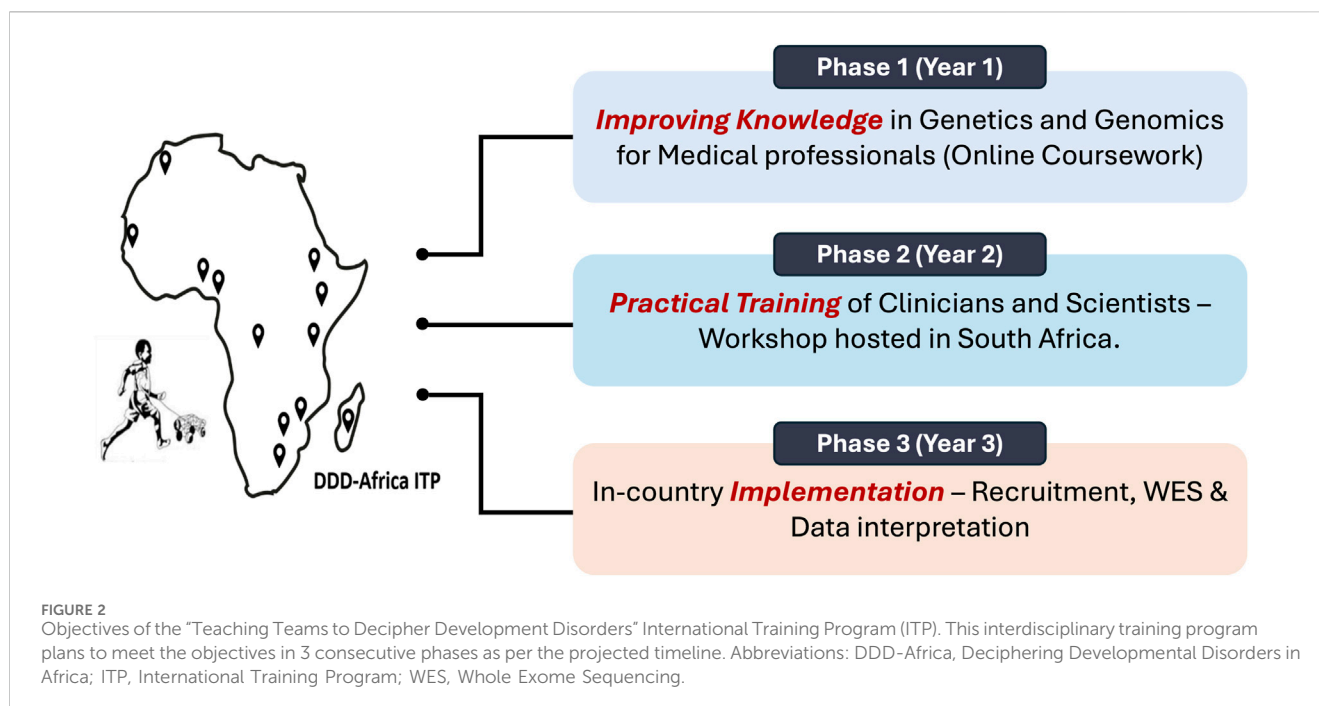 Phase 1 (Year 1)
Improving Knowledge in Genetics and Genomics
for Medical professionals (Online Coursework)
Phase 2 (Year 2)
Practical Training of Clinicians and Scientists –
Workshop hosted in South Africa.
Phase 3 (Year 3)
In-country Implementation – Recruitment, WES &
Data interpretation
DDD-Africa ITP
FIGURE 2
Objectives of the “Teaching Teams to Decipher Development Disorders” International Training Program (ITP). This interdisciplinary training program
plans to meet the objectives in 3 consecutive phases as per the projected timeline. Abbreviations: DDD-Africa, Deciphering Developmental Disorders in
Africa; ITP, International Training Program; WES, Whole Exome Sequencing.